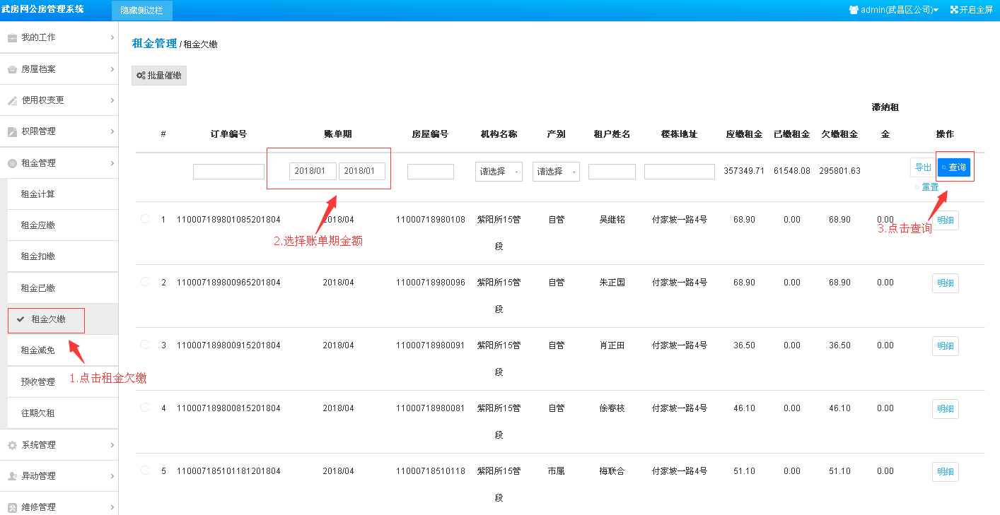 武房网公房管理系统
隐藏侧边栏
admin(武昌区公司)
开启全屏
我的工作
房屋档案
使用权变更
权限管理
租金管理
租金计算
租金应缴
租金扣缴
租金已缴
租金欠缴
租金减免
预收管理
往期欠租
系统管理
异动管理
维修管理
1.点击租金欠缴
租金管理 / 租金欠缴
批量催缴
# 订单编号 账单期 房屋编号 机构名称 产别 租户姓名 楼栋地址 应缴租金 已缴租金 欠缴租金 滞纳租金 操作
2018/01 2018/01 请选择 请选择 357349.71 61548.08 295801.63 导出 查询
重置
1 110007189801085201804 2018/04 11000718980108 紫阳所15管段 自管 吴继铭 付家坡一路4号 68.90 0.00 68.90 0.00 明细
2.选择账单期金额
3.点击查询
2 110007189800965201804 2018/04 11000718980096 紫阳所15管段 自管 朱正国 付家坡一路4号 68.90 0.00 68.90 0.00 明细
3 110007189800915201804 2018/04 11000718980091 紫阳所15管段 自管 肖正田 付家坡一路4号 36.50 0.00 36.50 0.00 明细
4 110007189800815201804 2018/04 11000718980081 紫阳所15管段 自管 徐春枝 付家坡一路4号 46.10 0.00 46.10 0.00 明细
5 110007185101181201804 2018/04 11000718510118 紫阳所15管段 市属 梅联合 付家坡一路4号 51.10 0.00 51.10 0.00 明细